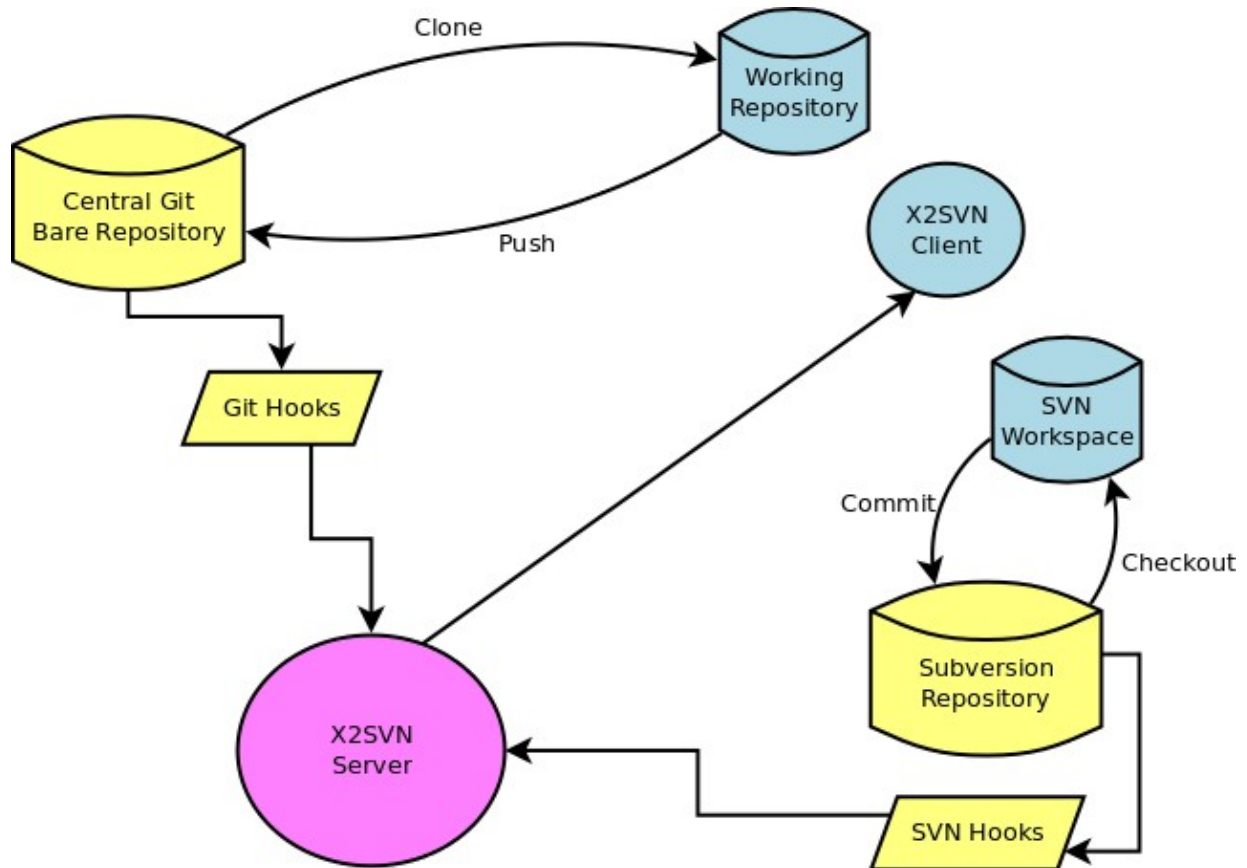 Clone
Working
Repository
Central Git
Bare Repository
Push
X2SVN
Client
Git Hooks
SVN
Workspace
Commit
Checkout
Subversion
Repository
X2SVN
Server
SVN Hooks